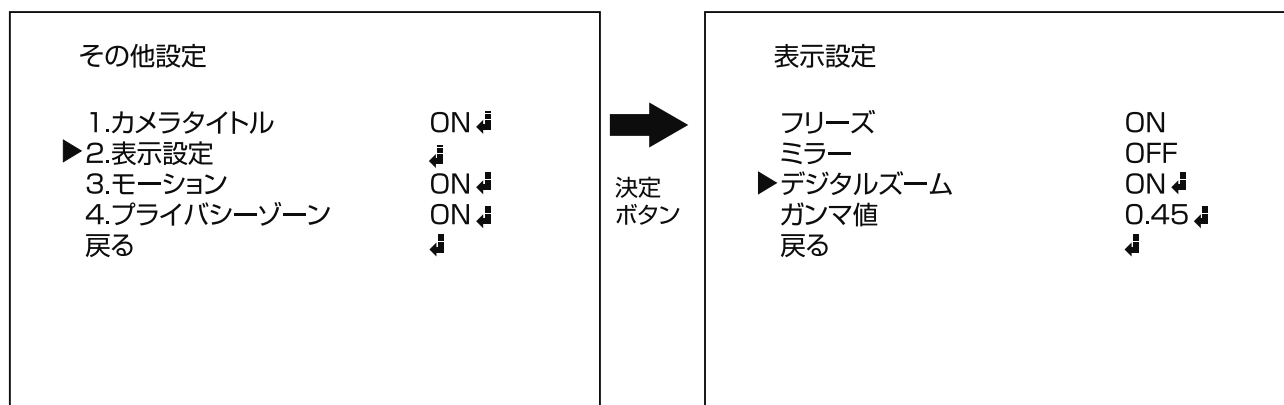 その他設定
1.カメラタイトル ON↲
▶2.表示設定 ↲
3.モーション ON↲
4.プライバシーゾーン ON↲
戻る ↲
決定
ボタン
表示設定
フリーズ ON
ミラー OFF
▶デジタルズーム ON↲
ガンマ値 0.45↲
戻る ↲